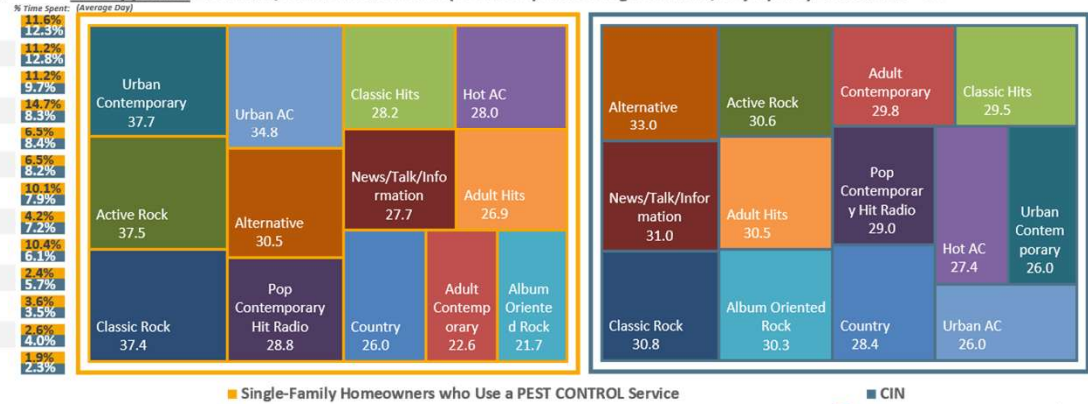 % Time Spent: (Average Day)
11.6%
12.3%
11.2%
12.8%
11.2%
9.7%
14.7%
8.3%
6.5%
8.4%
6.5%
8.2%
10.1%
7.9%
4.2%
7.2%
10.4%
6.1%
2.4%
5.7%
3.6%
3.5%
2.6%
4.0%
1.9%
2.3%
Urban
Contemporary
37.7
Urban AC
34.8
Classic Hits
28.2
Hot AC
28.0
Active Rock
37.5
Alternative
30.5
News/Talk/Info
rmation
27.7
Adult Hits
26.9
Classic Rock
37.4
Pop
Contemporary
Hit Radio
28.8
Country
26.0
Adult
Contemp
orary
22.6
Album
Oriente
d Rock
21.7
Alternative
33.0
Active Rock
30.6
Adult
Contemporary
29.8
Classic Hits
29.5
News/Talk/Infor
mation
31.0
Adult Hits
30.5
Pop
Contemporar
y Hit Radio
29.0
Hot AC
27.4
Urban
Contem
porary
26.0
Classic Rock
30.8
Album Oriented
Rock
30.3
Country
28.4
Urban AC
26.0
Single-Family Homeowners who Use a PEST CONTROL Service
CIN